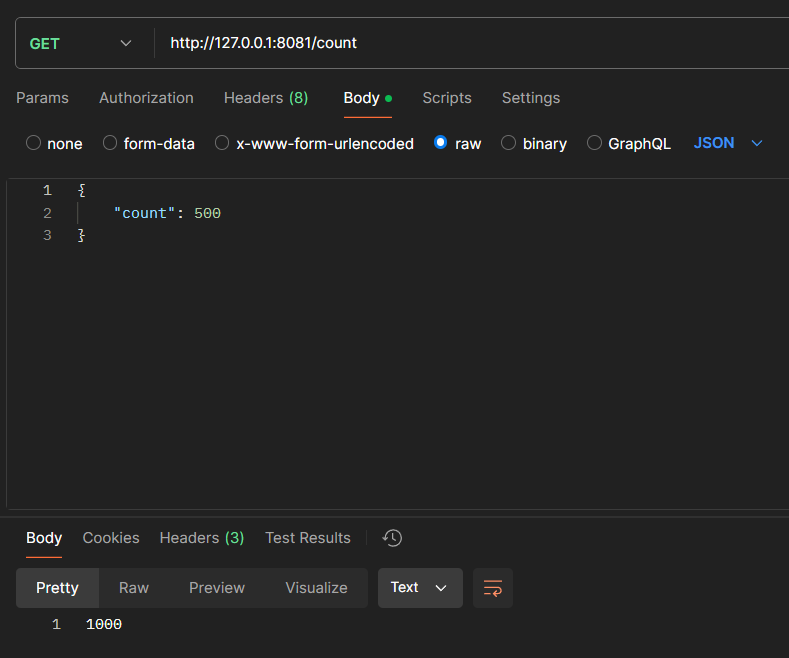 GET http://127.0.0.1:8081/count
Params Authorization Headers (8) Body Scripts Settings
none form-data x-www-form-urlencoded raw binary GraphQL JSON
1 {
2 "count": 500
3 }
Body Cookies Headers (3) Test Results
Pretty Raw Preview Visualize Text
1 1000